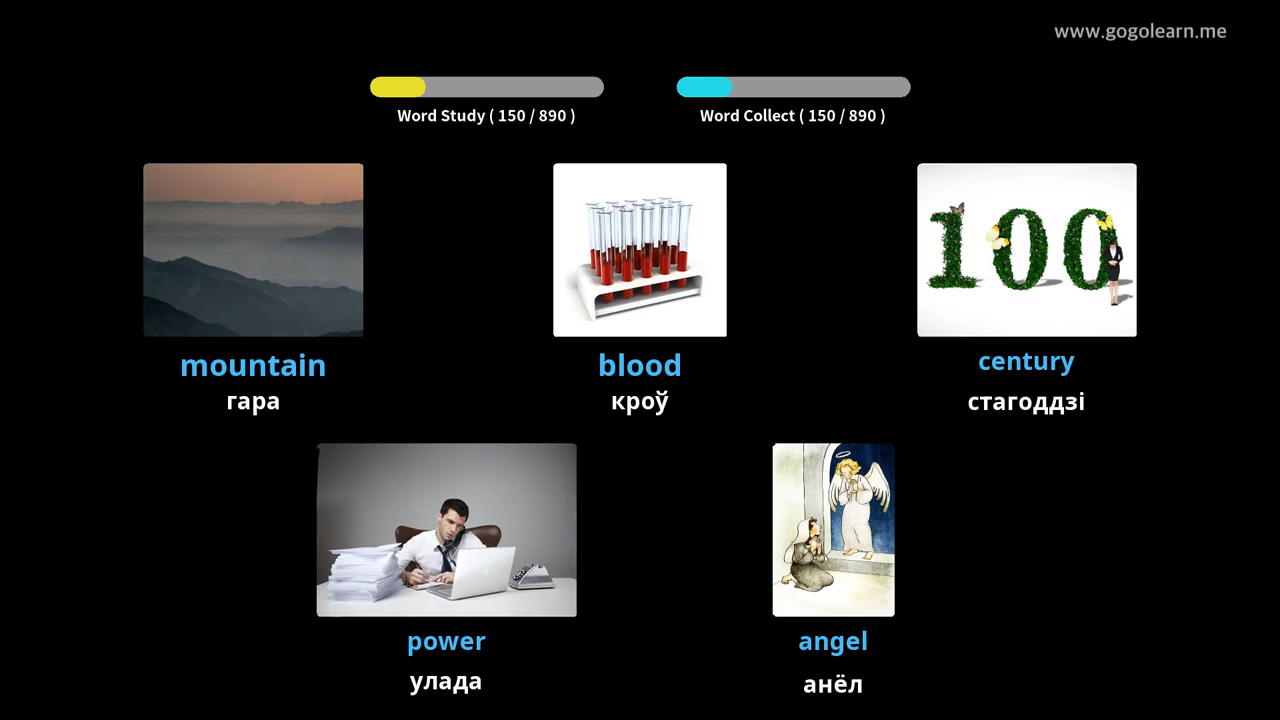 www.gogolearn.me
Word Study ( 150 / 890 )
Word Collect ( 150 / 890 )
mountain
гара
blood
кроў
century
стагоддзі
100
power
улада
angel
анёл